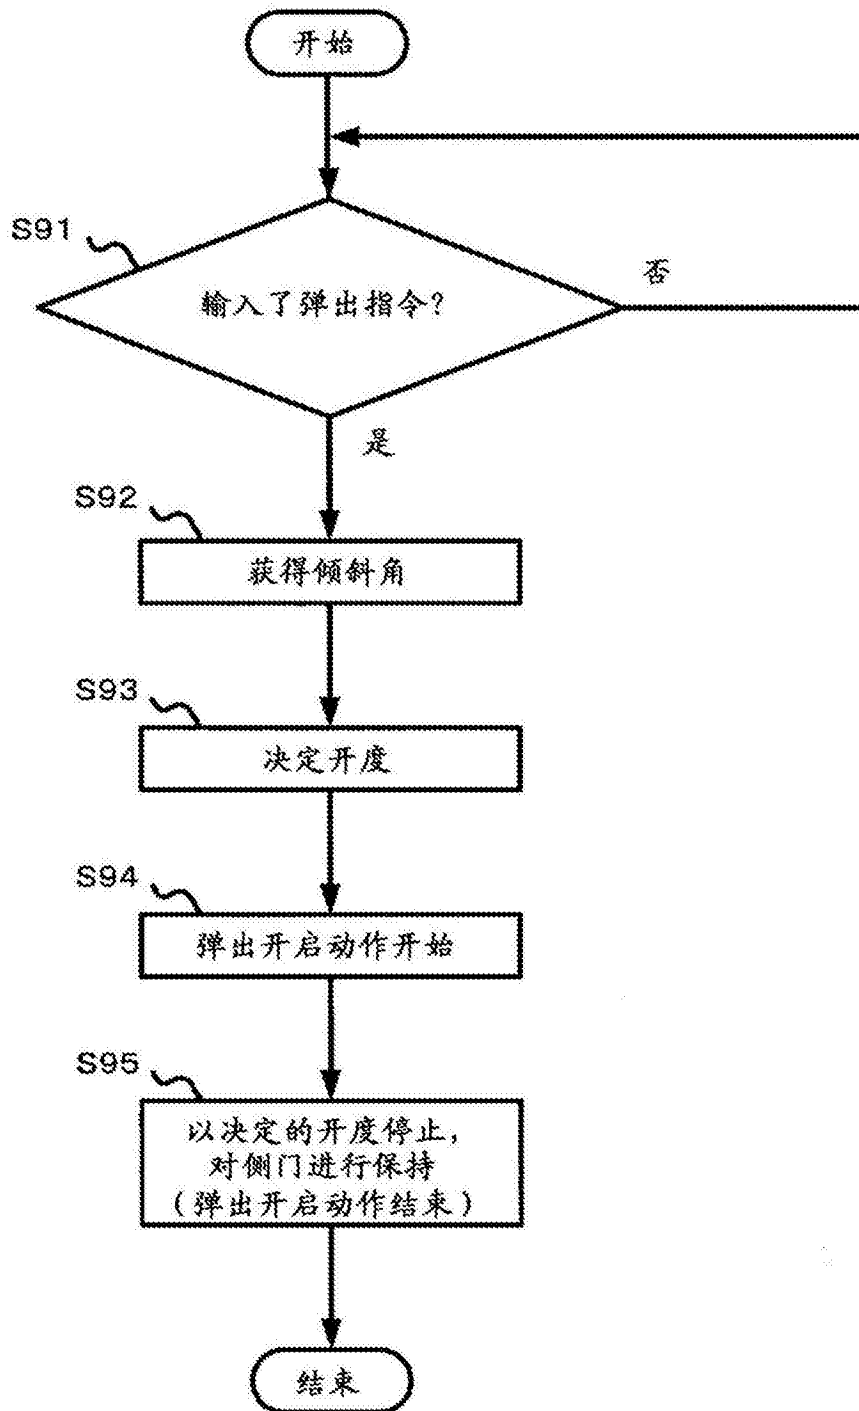 开始
S91
输入了弹出指令?
否
是
S92
获得倾斜角
S93
决定开度
S94
弹出开启动作开始
S95
以决定的开度停止,
对侧门进行保持
(弹出开启动作结束)
结束